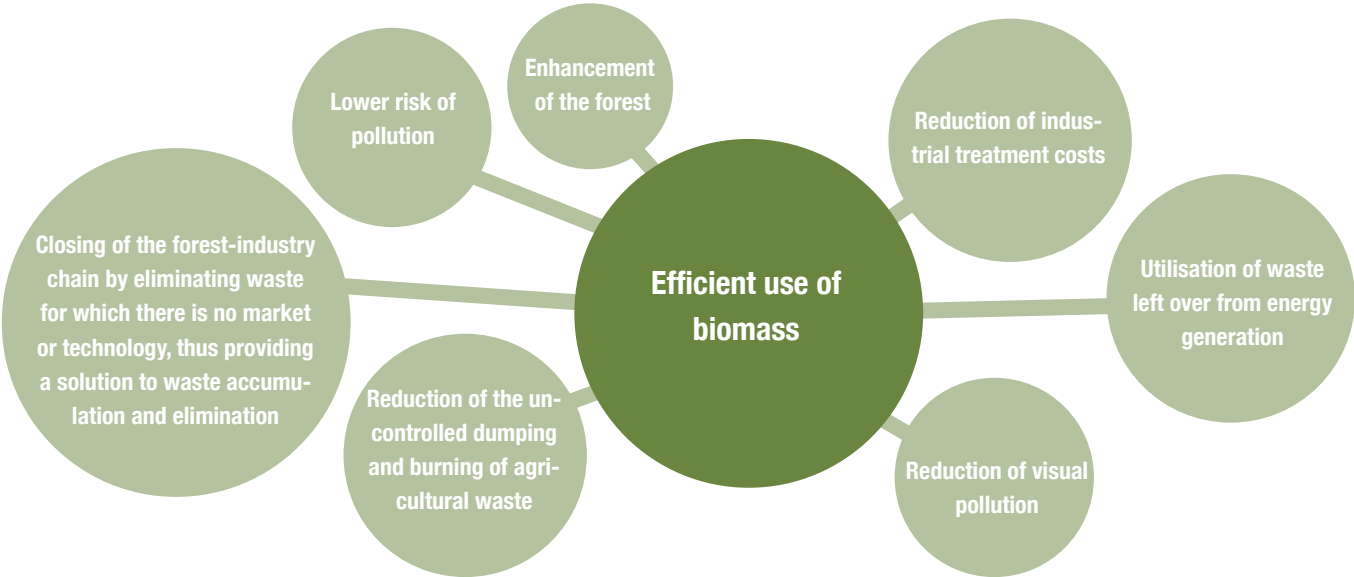 Enhancement
of the forest
Lower risk of
pollution
Reduction of indus-
trial treatment costs
Closing of the forest-industry
chain by eliminating waste
for which there is no market
or technology, thus providing
a solution to waste accumu-
lation and elimination
Efficient use of
biomass
Utilisation of waste
left over from energy
generation
Reduction of the un-
controlled dumping
and burning of agri-
cultural waste
Reduction of visual
pollution